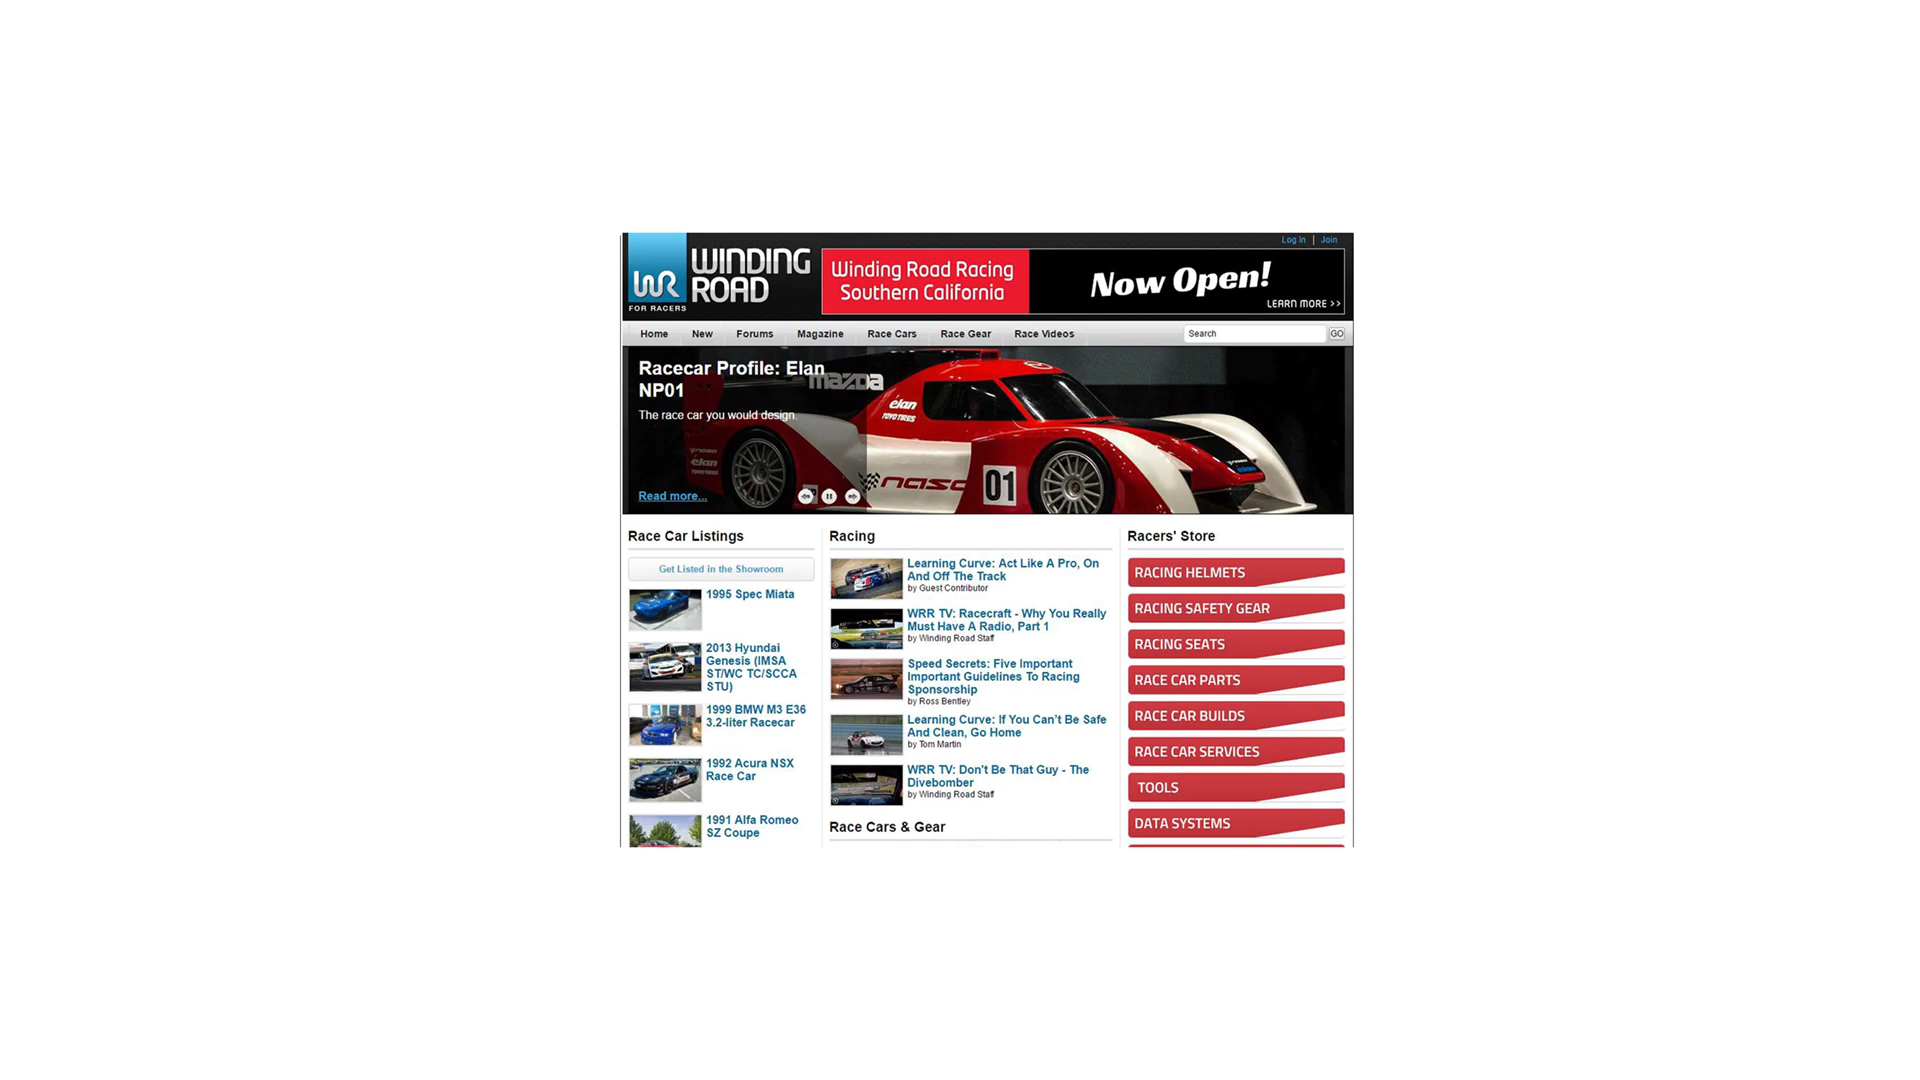 Log In | Join
WR
FOR RACERS
WINDING
ROAD
Winding Road Racing
Southern California
Now Open!
LEARN MORE >>
Home New Forums Magazine Race Cars Race Gear Race Videos
Search GO
Racecar Profile: Elan
NP01
The race car you would design.
Read more...
mazda
élan
TOYO TIRES
élan
TOYO TIRES
nasa
01
Race Car Listings
Get Listed in the Showroom
1995 Spec Miata
2013 Hyundai
Genesis (IMSA
ST/WC TC/SCCA
STU)
1999 BMW M3 E36
3.2-liter Racecar
1992 Acura NSX
Race Car
1991 Alfa Romeo
SZ Coupe
Racing
Learning Curve: Act Like A Pro, On
And Off The Track
by Guest Contributor
WRR TV: Racecraft - Why You Really
Must Have A Radio, Part 1
by Winding Road Staff
Speed Secrets: Five Important
Important Guidelines To Racing
Sponsorship
by Ross Bentley
Learning Curve: If You Can't Be Safe
And Clean, Go Home
by Tom Martin
WRR TV: Don't Be That Guy - The
Divebomber
by Winding Road Staff
Race Cars & Gear
Racers' Store
RACING HELMETS
RACING SAFETY GEAR
RACING SEATS
RACE CAR PARTS
RACE CAR BUILDS
RACE CAR SERVICES
TOOLS
DATA SYSTEMS